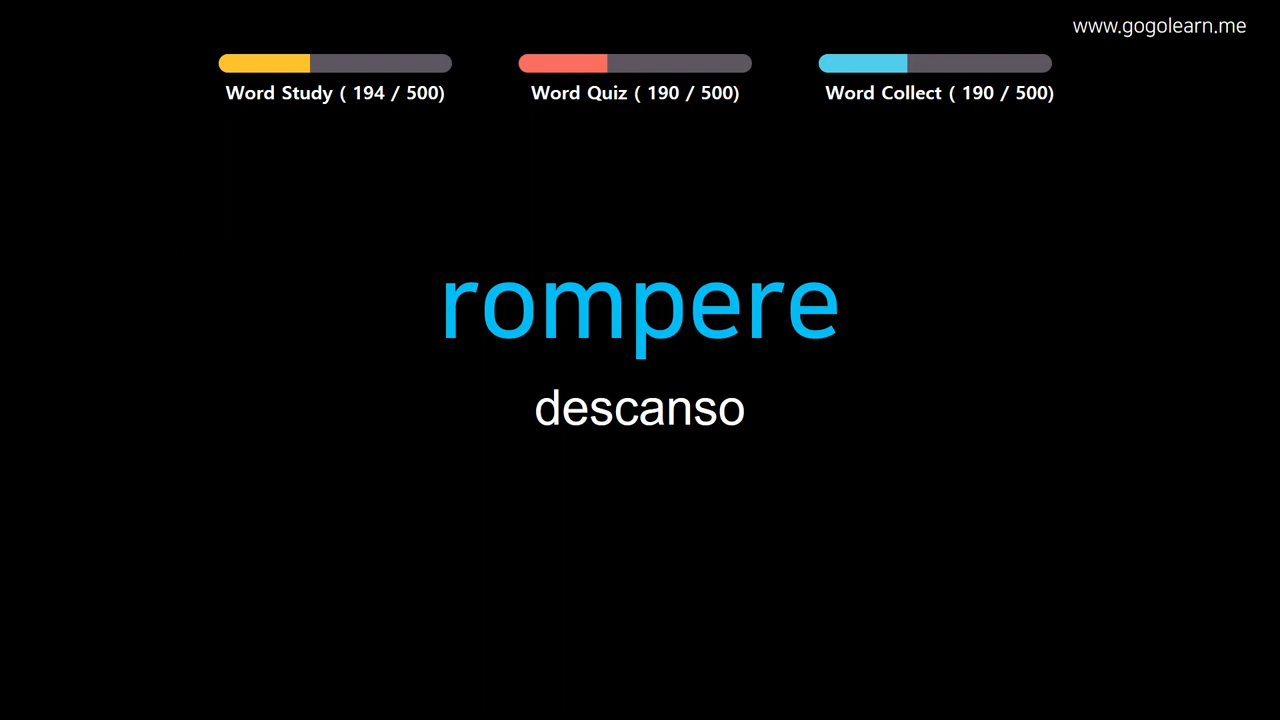 www.gogolearn.me
Word Study ( 194 / 500)
Word Quiz ( 190 / 500)
Word Collect ( 190 / 500)
rompere
descanso